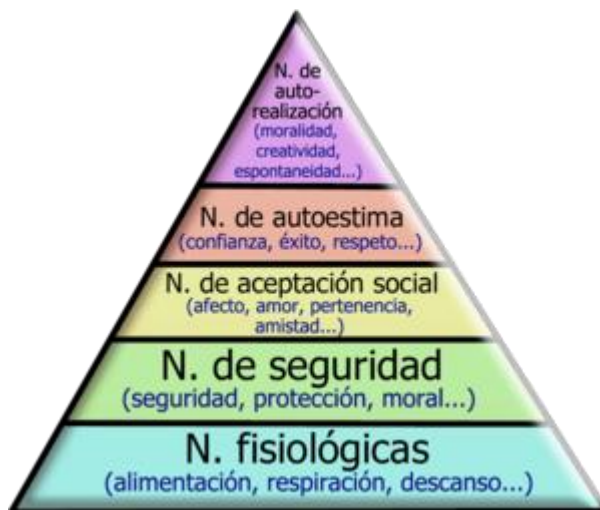 N. de
auto-
realización
(moralidad,
creatividad,
espontaneidad...)
N. de autoestima
(confianza, éxito, respeto...)
N. de aceptación social
(afecto, amor, pertenencia,
amistad...)
N. de seguridad
(seguridad, protección, moral...)
N. fisiológicas
(alimentación, respiración, descanso...)